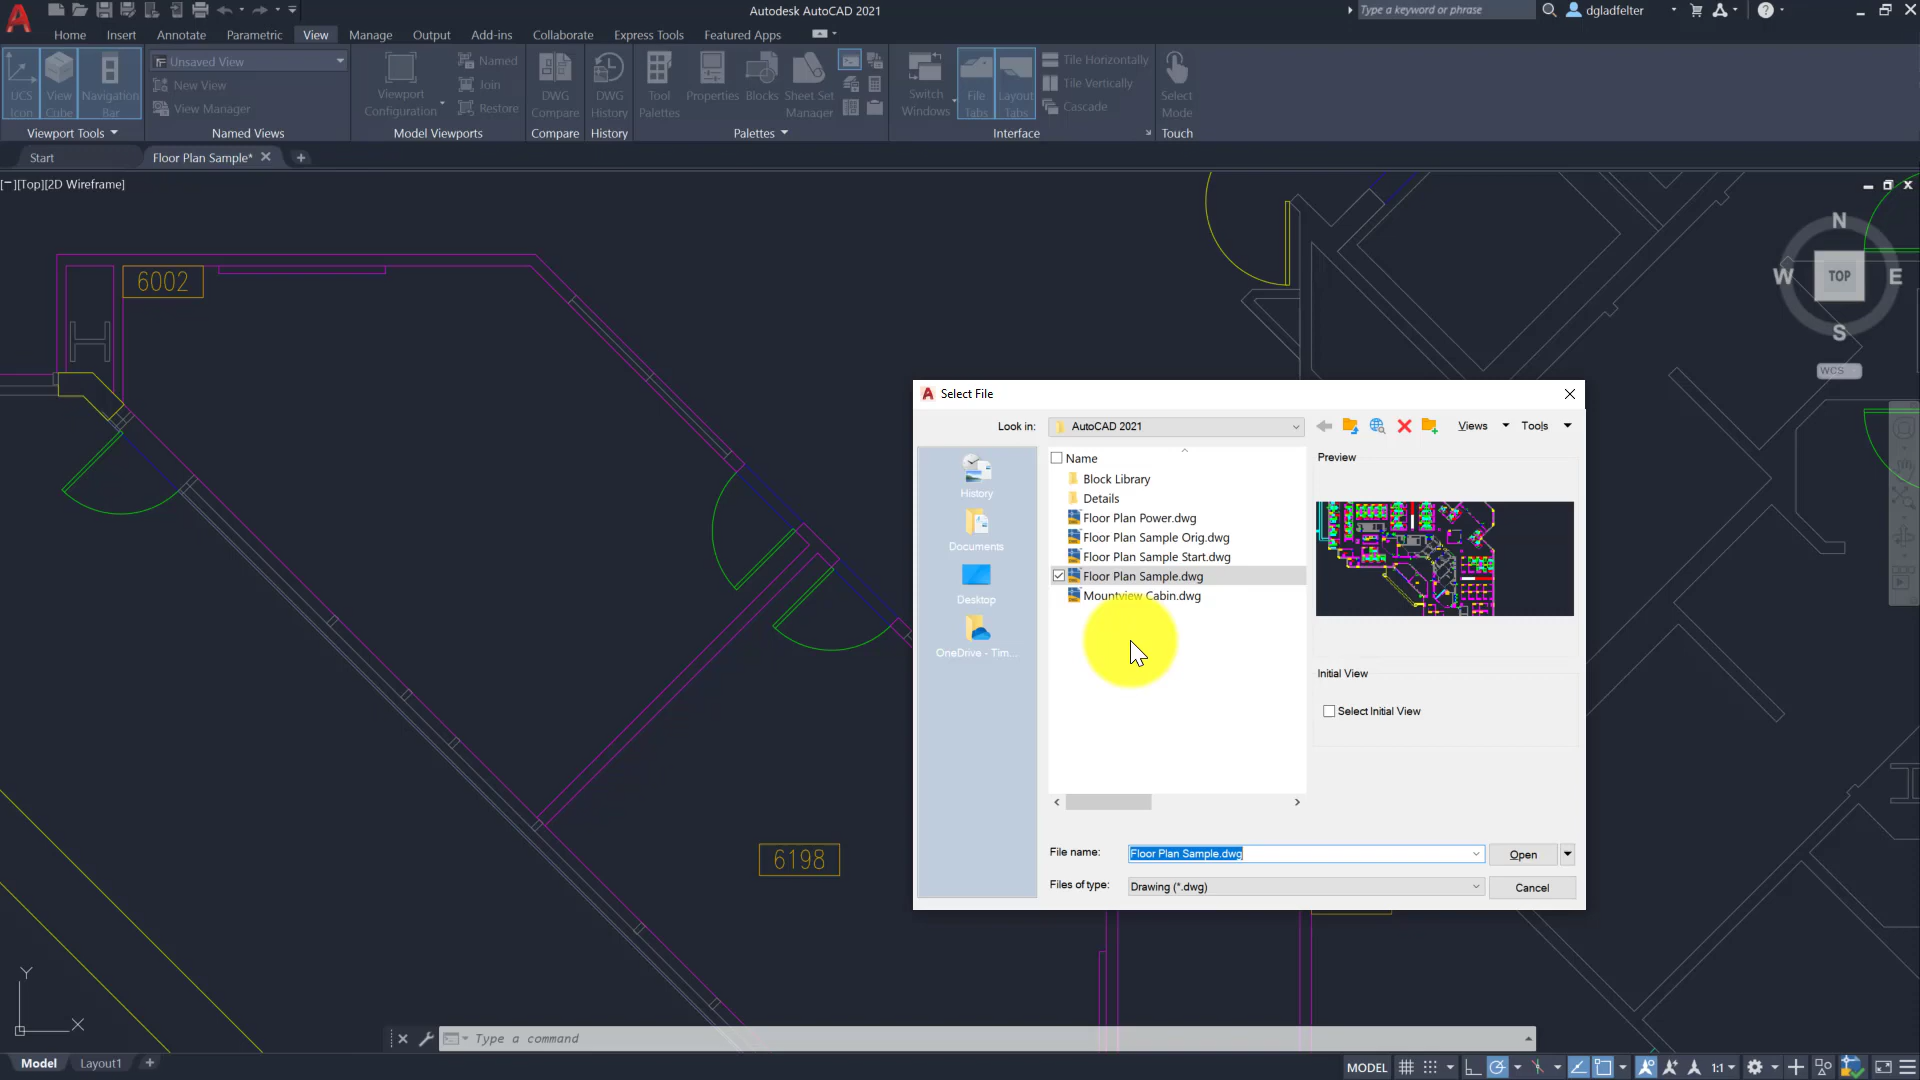 Autodesk AutoCAD 2021
Type a keyword or phrase
dgladfelter
Home Insert Annotate Parametric View Manage Output Add-ins Collaborate Express Tools Featured Apps
UCS Icon
View Cube
Navigation Bar
Viewport Tools
Unsaved View
New View
View Manager
Named Views
Viewport Configuration
Named
Join
Restore
Model Viewports
DWG Compare
Compare
DWG History
History
Tool Palettes
Properties
Blocks
Sheet Set Manager
Palettes
Switch Windows
File Tabs
Layout Tabs
Tile Horizontally
Tile Vertically
Cascade
Interface
Select Mode
Touch
Start
Floor Plan Sample*
[−][Top][2D Wireframe]
N
W
TOP
E
S
WCS
6002
6198
Select File
Look in:
AutoCAD 2021
Views
Tools
History
Documents
Desktop
OneDrive - Tim...
Name
Block Library
Details
Floor Plan Power.dwg
Floor Plan Sample Orig.dwg
Floor Plan Sample Start.dwg
Floor Plan Sample.dwg
Mountview Cabin.dwg
Preview
Initial View
Select Initial View
File name:
Floor Plan Sample.dwg
Open
Files of type:
Drawing (*.dwg)
Cancel
Y
X
Type a command
Model
Layout1
MODEL
1:1